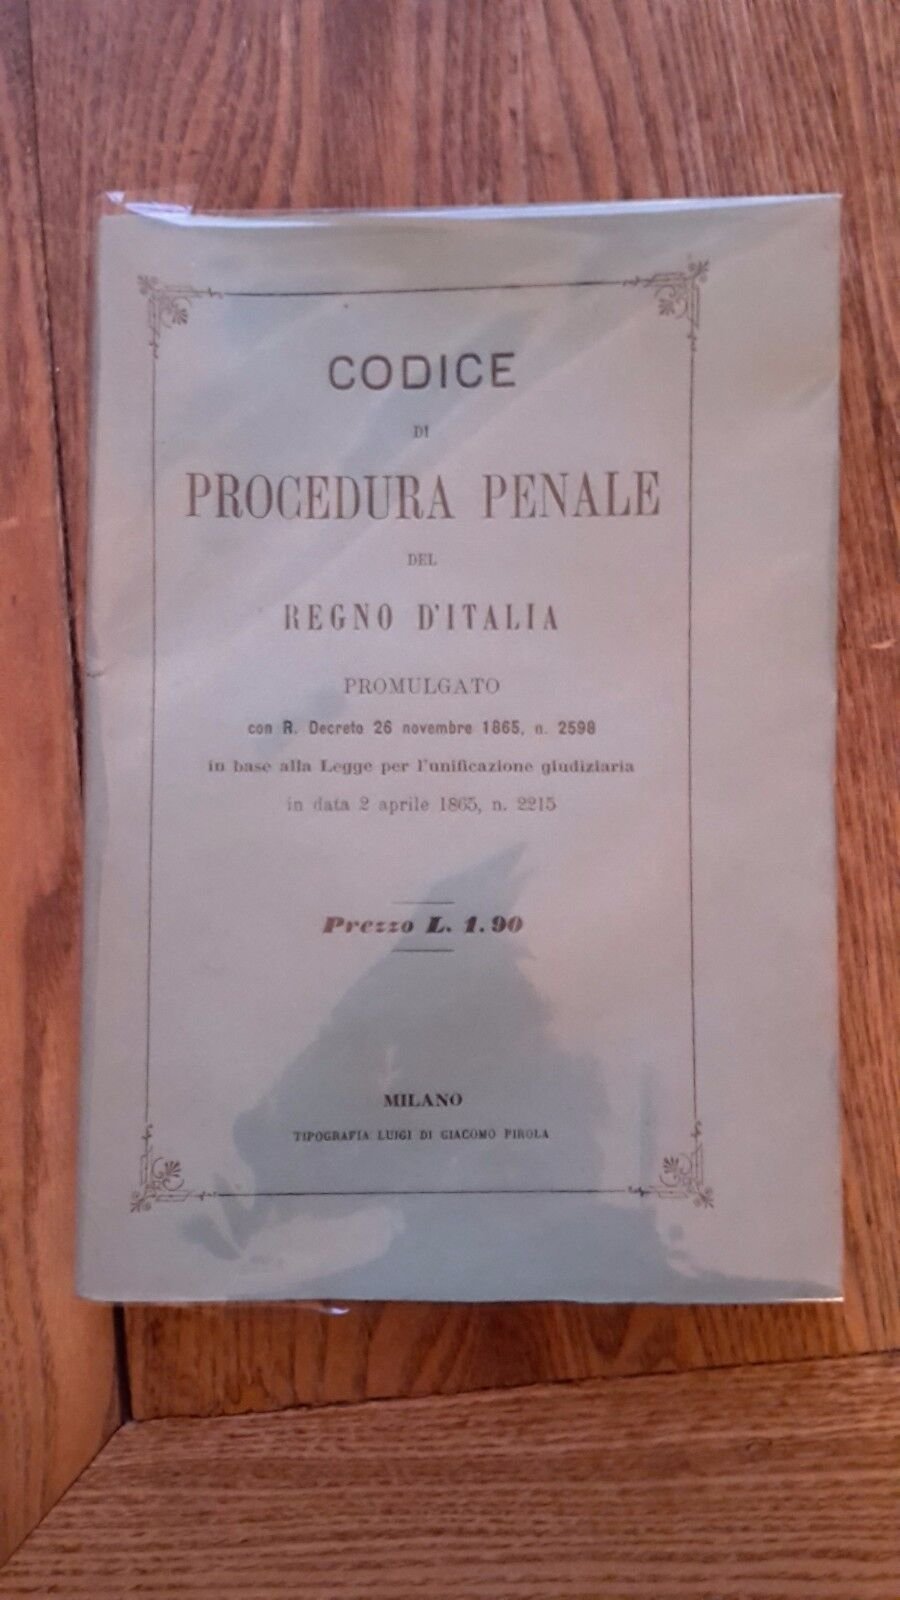 CODICE
DI
PROCEDURA PENALE
DEL
REGNO D'ITALIA
PROMULGATO
con R. Decreto 26 novembre 1865, n. 2598
in base alla Legge per l'unificazione giudiziaria
in data 2 aprile 1865, n. 2215
Prezzo L. 1.90
MILANO
TIPOGRAFIA LUIGI DI GIACOMO PIROLA